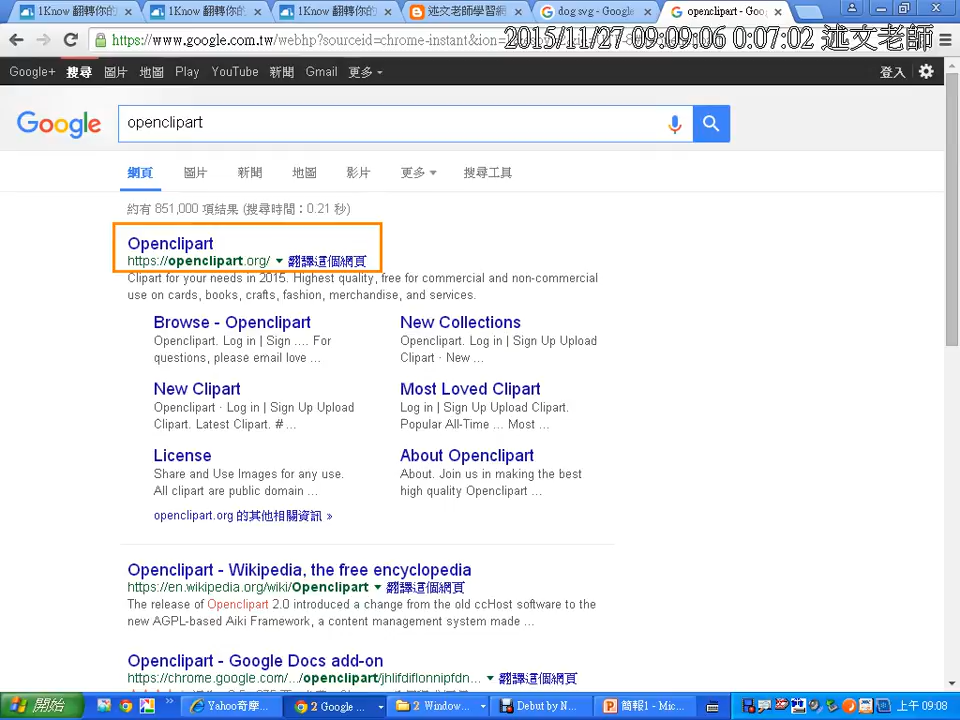 1Know 翻轉你的
1Know 翻轉你的
1Know 翻轉你的
述文老師學習網
dog svg - Google
openclipart - Goo
2015/11/27 09:09:06 0:07:02 述文老師
https://www.google.com.tw/webhp?sourceid=chrome-instant&ion=
Google+ 搜尋 圖片 地圖 Play YouTube 新聞 Gmail 更多 登入
Google
openclipart
網頁 圖片 新聞 地圖 影片 更多 搜尋工具
約有 851,000 項結果 (搜尋時間：0.21 秒)
Openclipart
https://openclipart.org/ 翻譯這個網頁
Clipart for your needs in 2015. Highest quality, free for commercial and non-commercial
use on cards, books, crafts, fashion, merchandise, and services.
Browse - Openclipart
Openclipart. Log in | Sign .... For
questions, please email love ...
New Collections
Openclipart. Log in | Sign Up Upload
Clipart · New ...
New Clipart
Openclipart · Log in | Sign Up Upload
Clipart. Latest Clipart. # ...
Most Loved Clipart
Log in | Sign Up Upload Clipart.
Popular All-Time ... Most ...
License
Share and Use Images for any use.
All clipart are public domain ...
About Openclipart
About. Join us in making the best
high quality Openclipart ...
openclipart.org 的其他相關資訊 »
Openclipart - Wikipedia, the free encyclopedia
https://en.wikipedia.org/wiki/Openclipart 翻譯這個網頁
The release of Openclipart 2.0 introduced a change from the old ccHost software to the
new AGPL-based Aiki Framework, a content management system made ...
Openclipart - Google Docs add-on
https://chrome.google.com/.../openclipart/jhlifdiflonnipfdn... 翻譯這個網頁
開始 Yahoo奇摩... 2 Google ... 2 Window... Debut by N... 簡報1 - Mic... 上午 09:08